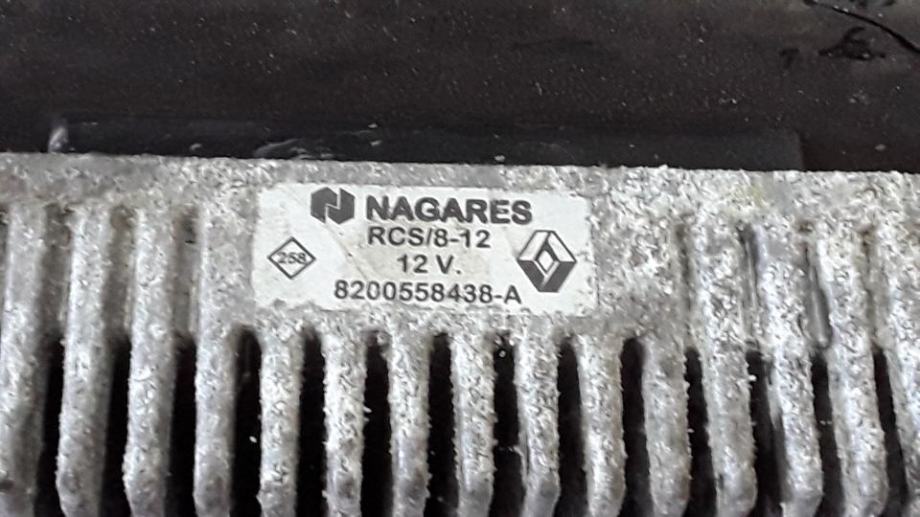 NAGARES
RCS/8-12
258
12 V.
8200558438-A